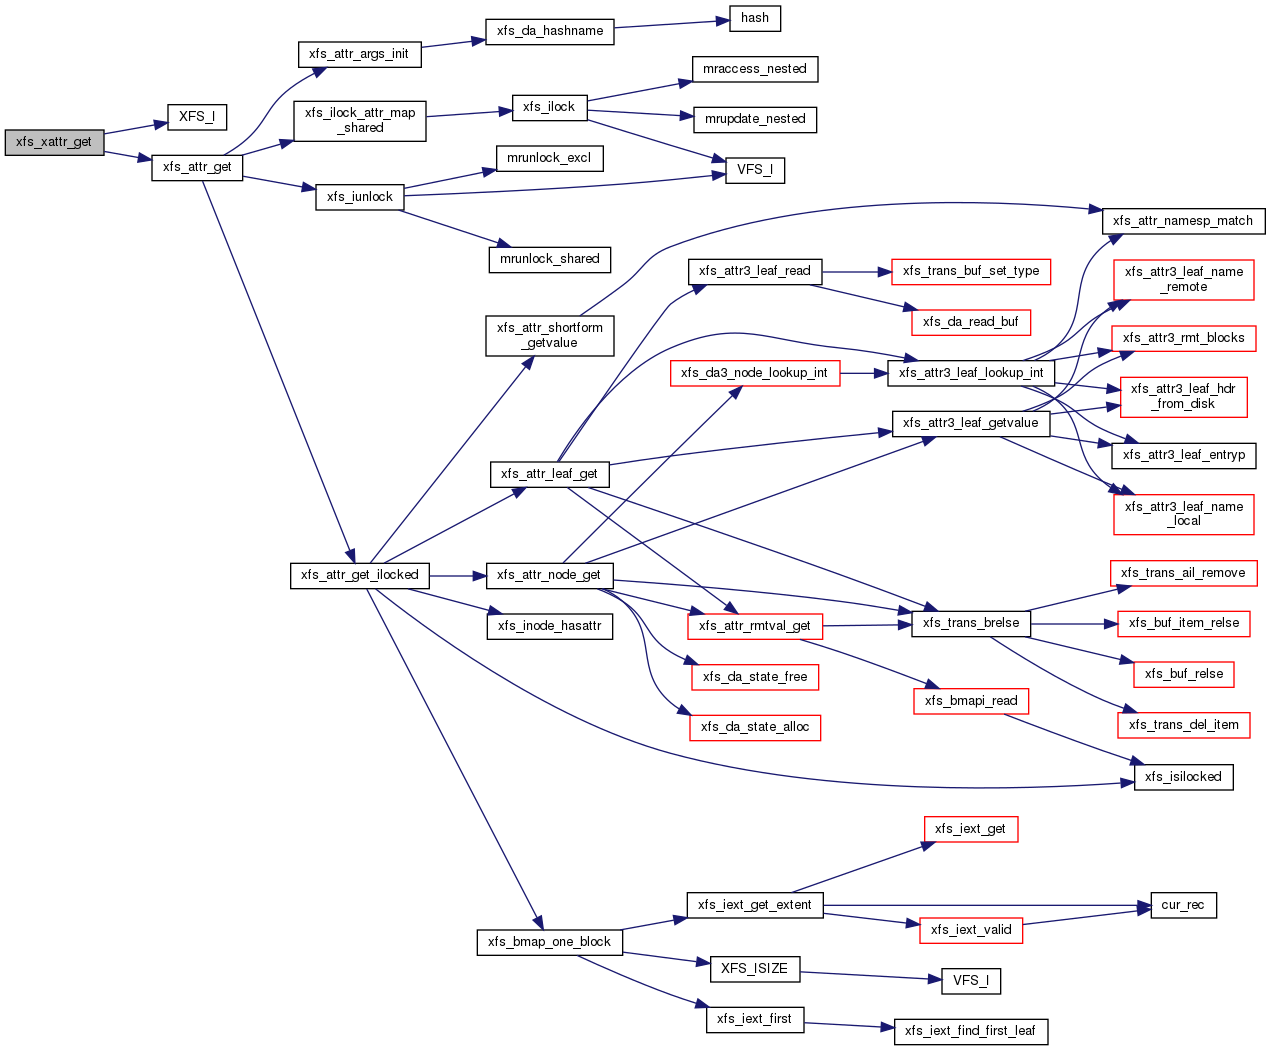 xfs_xattr_get
XFS_I
xfs_attr_get
xfs_attr_args_init
xfs_ilock_attr_map
_shared
xfs_iunlock
xfs_attr_get_ilocked
xfs_da_hashname
xfs_ilock
mrunlock_excl
mrunlock_shared
xfs_attr_shortform
_getvalue
xfs_attr_leaf_get
xfs_attr_node_get
xfs_inode_hasattr
xfs_bmap_one_block
hash
mraccess_nested
mrupdate_nested
VFS_I
xfs_attr3_leaf_read
xfs_da3_node_lookup_int
xfs_attr_rmtval_get
xfs_da_state_free
xfs_da_state_alloc
xfs_iext_get_extent
XFS_ISIZE
xfs_iext_first
xfs_trans_buf_set_type
xfs_da_read_buf
xfs_attr3_leaf_lookup_int
xfs_attr3_leaf_getvalue
xfs_trans_brelse
xfs_bmapi_read
xfs_iext_get
xfs_iext_valid
VFS_I
xfs_iext_find_first_leaf
xfs_attr_namesp_match
xfs_attr3_leaf_name
_remote
xfs_attr3_rmt_blocks
xfs_attr3_leaf_hdr
_from_disk
xfs_attr3_leaf_entryp
xfs_attr3_leaf_name
_local
xfs_trans_ail_remove
xfs_buf_item_relse
xfs_buf_relse
xfs_trans_del_item
xfs_isilocked
cur_rec